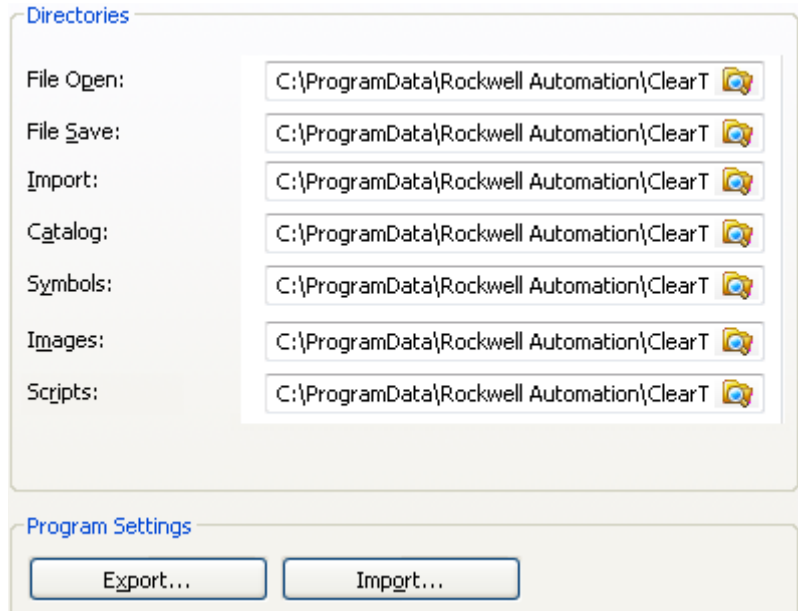 Directories
File Open: C:\ProgramData\Rockwell Automation\ClearT
File Save: C:\ProgramData\Rockwell Automation\ClearT
Import: C:\ProgramData\Rockwell Automation\ClearT
Catalog: C:\ProgramData\Rockwell Automation\ClearT
Symbols: C:\ProgramData\Rockwell Automation\ClearT
Images: C:\ProgramData\Rockwell Automation\ClearT
Scripts: C:\ProgramData\Rockwell Automation\ClearT
Program Settings
Export... Import...